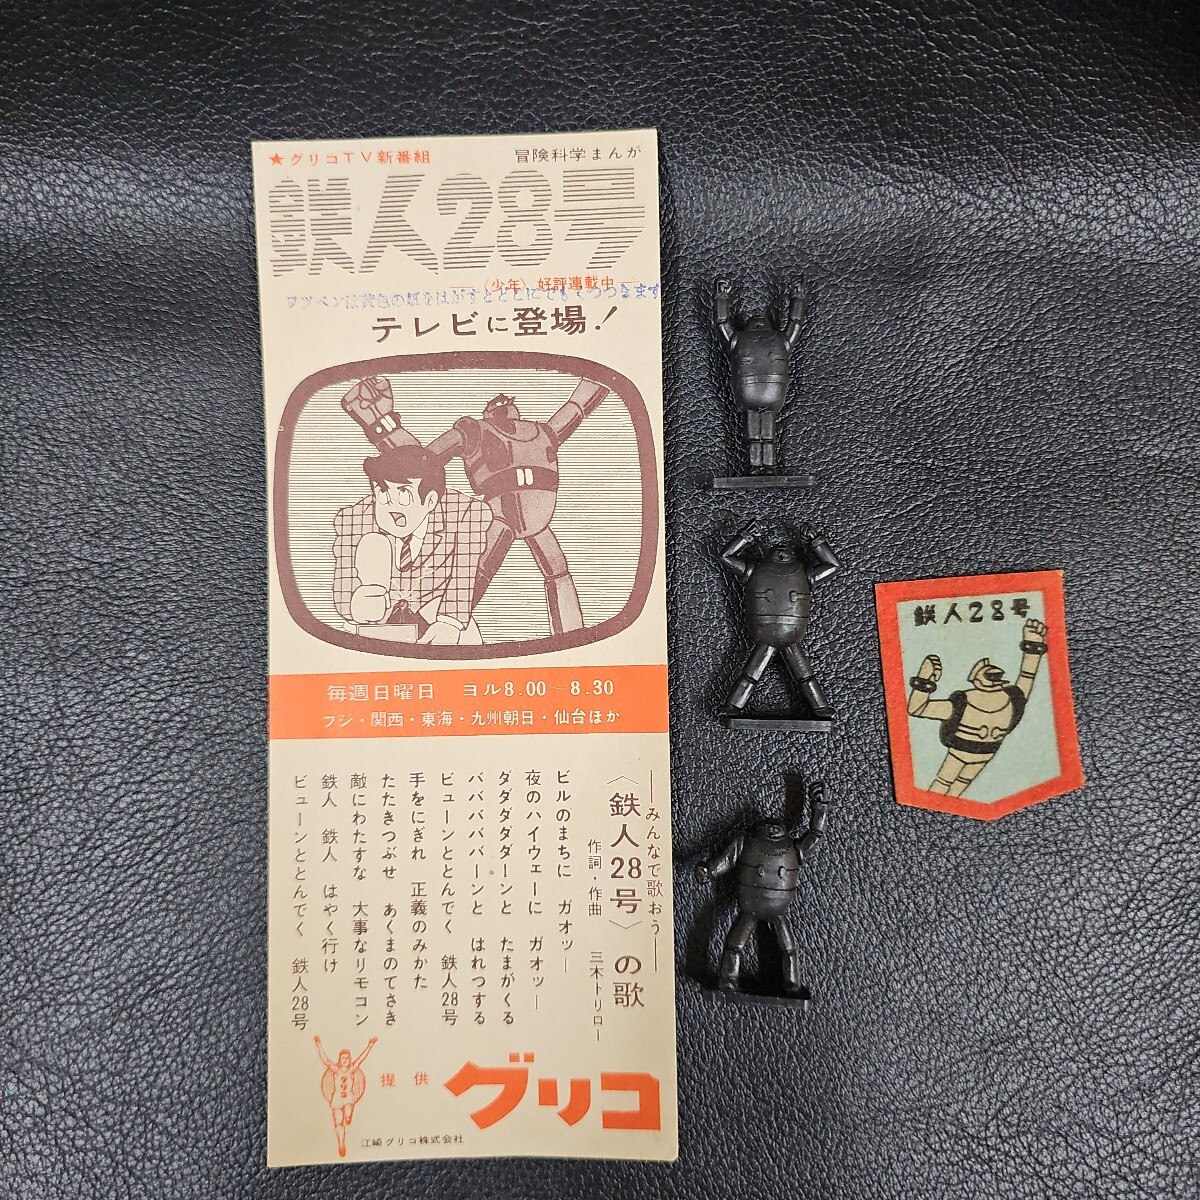 ★グリコTV新番組
冒険科学まんが
鉄人28号
〈少年〉好評連載中
ワッペンは黄色の紙をはがすとどこにでもくっつきます
テレビに登場!
毎週日曜日 ヨル8.00〜8.30
フジ・関西・東海・九州朝日・仙台ほか
―みんなで歌おう―
〈鉄人28号〉の歌
作詞・作曲 三木トリロー
ビルのまちに ガオッー
夜のハイウェーに ガオッー
ダダダダダーンと たまがくる
バババババーンと はれつする
ビューンととんでく 鉄人28号
手をにぎれ 正義のみかた
たたきつぶせ あくまのてさき
敵にわたすな 大事なリモコン
鉄人 鉄人 はやく行け
ビューンととんでく 鉄人28号
グリコ
提供
グリコ
江崎グリコ株式会社
鉄人28号